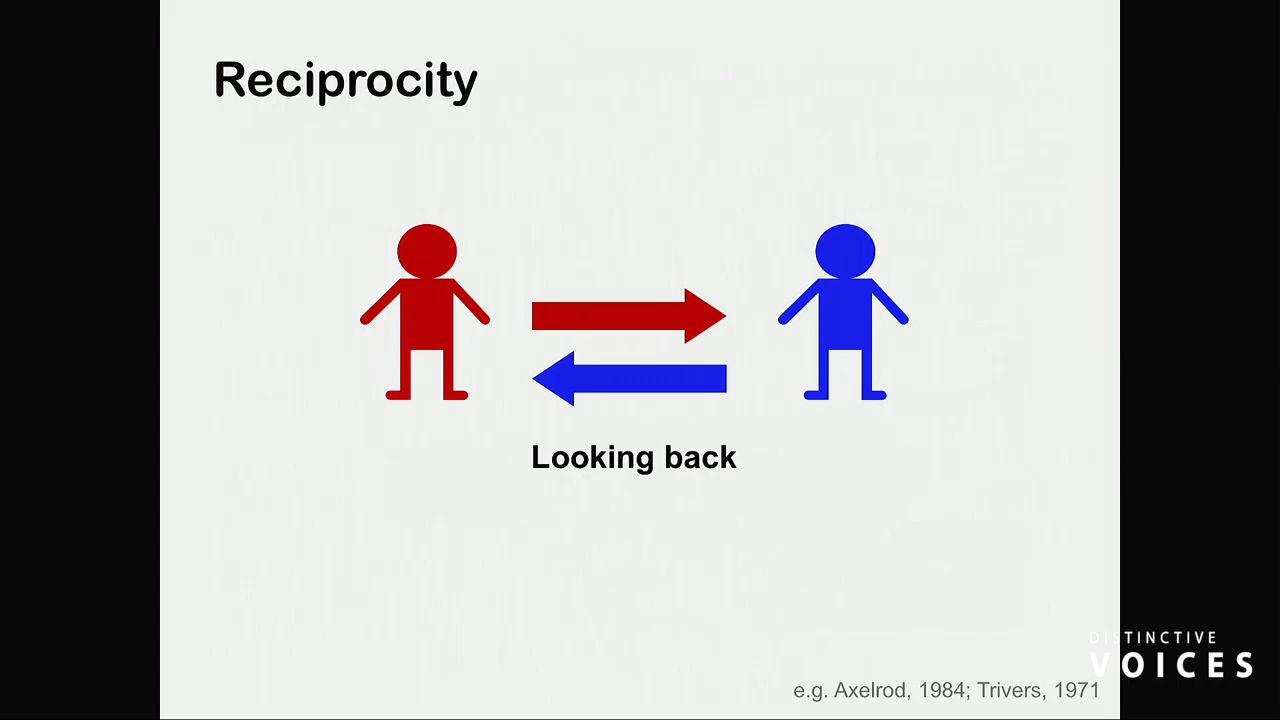 Reciprocity
Looking back
DISTINCTIVE
VOICES
e.g. Axelrod, 1984; Trivers, 1971